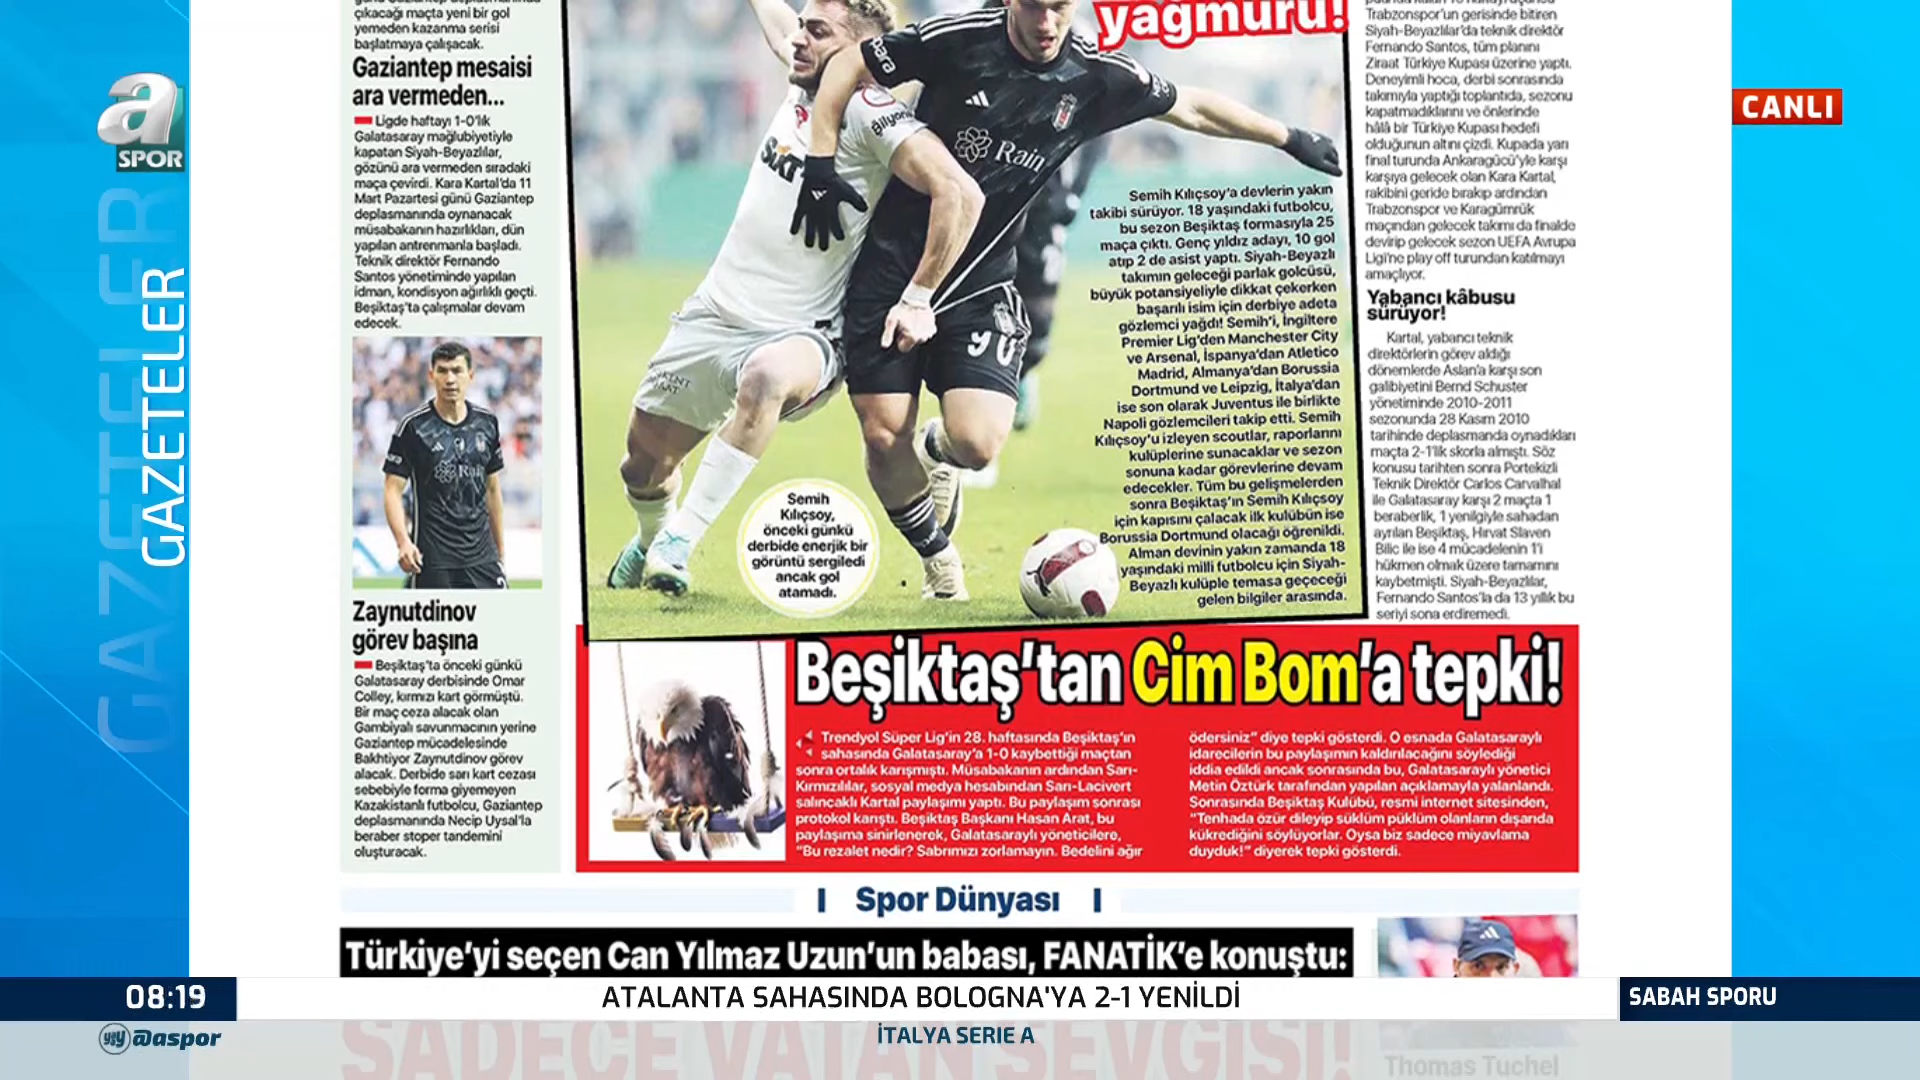 çıkacağı maçta yeni bir gol
yemeden kazanma serisi
başlatmaya çalışacak.
Gaziantep mesaisi
ara vermeden...
Ligde haftayı 1-0'lık
Galatasaray mağlubiyetiyle
kapatan Siyah-Beyazlılar,
gözünü ara vermeden sıradaki
maça çevirdi. Kara Kartal'da 11
Mart Pazartesi günü Gaziantep
deplasmanında oynanacak
müsabakanın hazırlıkları, dün
yapılan antrenmanla başladı.
Teknik direktör Fernando
Santos yönetiminde yapılan
idman, kondisyon ağırlıklı geçti.
Beşiktaş'ta çalışmalar devam
edecek.
Zaynutdinov
görev başına
Beşiktaş'ta önceki günkü
Galatasaray derbisinde Omar
Colley, kırmızı kart görmüştü.
Bir maç ceza alacak olan
Gambiyalı savunmacının yerine
Gaziantep mücadelesinde
Bakhtiyor Zaynutdinov görev
alacak. Derbide sarı kart cezası
sebebiyle forma giyemeyen
Kazakistanlı futbolcu, Gaziantep
deplasmanında Necip Uysal'la
beraber stoper tandemini
oluşturacak.
yağmuru!
Bilyoner
Sixt
Rain
90
Rain
Semih Kılıçsoy'a devlerin yakın
takibi sürüyor. 18 yaşındaki futbolcu,
bu sezon Beşiktaş formasıyla 25
maça çıktı. Genç yıldız adayı, 10 gol
atıp 2 de asist yaptı. Siyah-Beyazlı
takımın geleceği parlak golcüsü,
büyük potansiyeliyle dikkat çekerken
başarılı isim için derbiye adeta
gözlemci yağdı! Semih'i, İngiltere
Premier Lig'den Manchester City
ve Arsenal, İspanya'dan Atletico
Madrid, Almanya'dan Borussia
Dortmund ve Leipzig, İtalya'dan
ise son olarak Juventus ile birlikte
Napoli gözlemcileri takip etti. Semih
Kılıçsoy'u izleyen scoutlar, raporlarını
kulüplerine sunacaklar ve sezon
sonuna kadar görevlerine devam
edecekler. Tüm bu gelişmelerden
sonra Beşiktaş'ın Semih Kılıçsoy
için kapısını çalacak ilk kulübün ise
Borussia Dortmund olacağı öğrenildi.
Alman devinin yakın zamanda 18
yaşındaki milli futbolcu için Siyah-
Beyazlı kulüple temasa geçeceği
gelen bilgiler arasında.
Semih
Kılıçsoy,
önceki günkü
derbide enerjik bir
görüntü sergiledi
ancak gol
atamadı.
Trabzonspor'un gerisinde bitiren
Siyah-Beyazlılar'da teknik direktör
Fernando Santos, tüm planını
Ziraat Türkiye Kupası üzerine yaptı.
Deneyimli hoca, derbi sonrasında
takımıyla yaptığı toplantıda, sezonu
kapatmadıklarını ve önlerinde
hâlâ bir Türkiye Kupası hedefi
olduğunun altını çizdi. Kupada yarı
final turunda Ankaragücü'yle karşı
karşıya gelecek olan Kara Kartal,
rakibini geride bırakıp ardından
Trabzonspor ve Karagümrük
maçından gelecek takımı da finalde
devirip gelecek sezon UEFA Avrupa
Ligi'ne play off turundan katılmayı
amaçlıyor.
Yabancı kâbusu
sürüyor!
Kartal, yabancı teknik
direktörlerin görev aldığı
dönemlerde Aslan'a karşı son
galibiyetini Bernd Schuster
yönetiminde 2010-2011
sezonunda 28 Kasım 2010
tarihinde deplasmanda oynadıkları
maçta 2-1'lik skorla almıştı. Söz
konusu tarihten sonra Portekizli
Teknik Direktör Carlos Carvalhal
ile Galatasaray karşı 2 maçta 1
beraberlik, 1 yenilgiyle sahadan
ayrılan Beşiktaş, Hırvat Slaven
Bilic ile ise 4 mücadelenin 1'i
hükmen olmak üzere tamamını
kaybetmişti. Siyah-Beyazlılar,
Fernando Santos'la da 13 yıllık bu
seriyi sona erdiremedi.
Beşiktaş'tan Cim Bom'a tepki!
Trendyol Süper Lig'in 28. haftasında Beşiktaş'ın
sahasında Galatasaray'a 1-0 kaybettiği maçtan
sonra ortalık karışmıştı. Müsabakanın ardından Sarı-
Kırmızılılar, sosyal medya hesabından Sarı-Lacivert
salıncaklı Kartal paylaşımı yaptı. Bu paylaşım sonrası
protokol karıştı. Beşiktaş Başkanı Hasan Arat, bu
paylaşıma sinirlenerek, Galatasaraylı yöneticilere,
"Bu rezalet nedir? Sabrımızı zorlamayın. Bedelini ağır
ödersiniz" diye tepki gösterdi. O esnada Galatasaraylı
idarecilerin bu paylaşımın kaldırılacağını söylediği
iddia edildi ancak sonrasında bu, Galatasaraylı yönetici
Metin Öztürk tarafından yapılan açıklamayla yalanlandı.
Sonrasında Beşiktaş Kulübü, resmi internet sitesinden,
"Tenhada özür dileyip süklüm püklüm olanların dışarıda
kükrediğini söylüyorlar. Oysa biz sadece miyavlama
duyduk!" diyerek tepki gösterdi.
Spor Dünyası
Türkiye'yi seçen Can Yılmaz Uzun'un babası, FANATİK'e konuştu:
SADECE VATAN SEVGİSİ!
Thomas Tuchel
a
SPOR
GAZETELER
GAZETELER
CANLI
08:19
ATALANTA SAHASINDA BOLOGNA'YA 2-1 YENİLDİ
SABAH SPORU
@aspor
İTALYA SERIE A